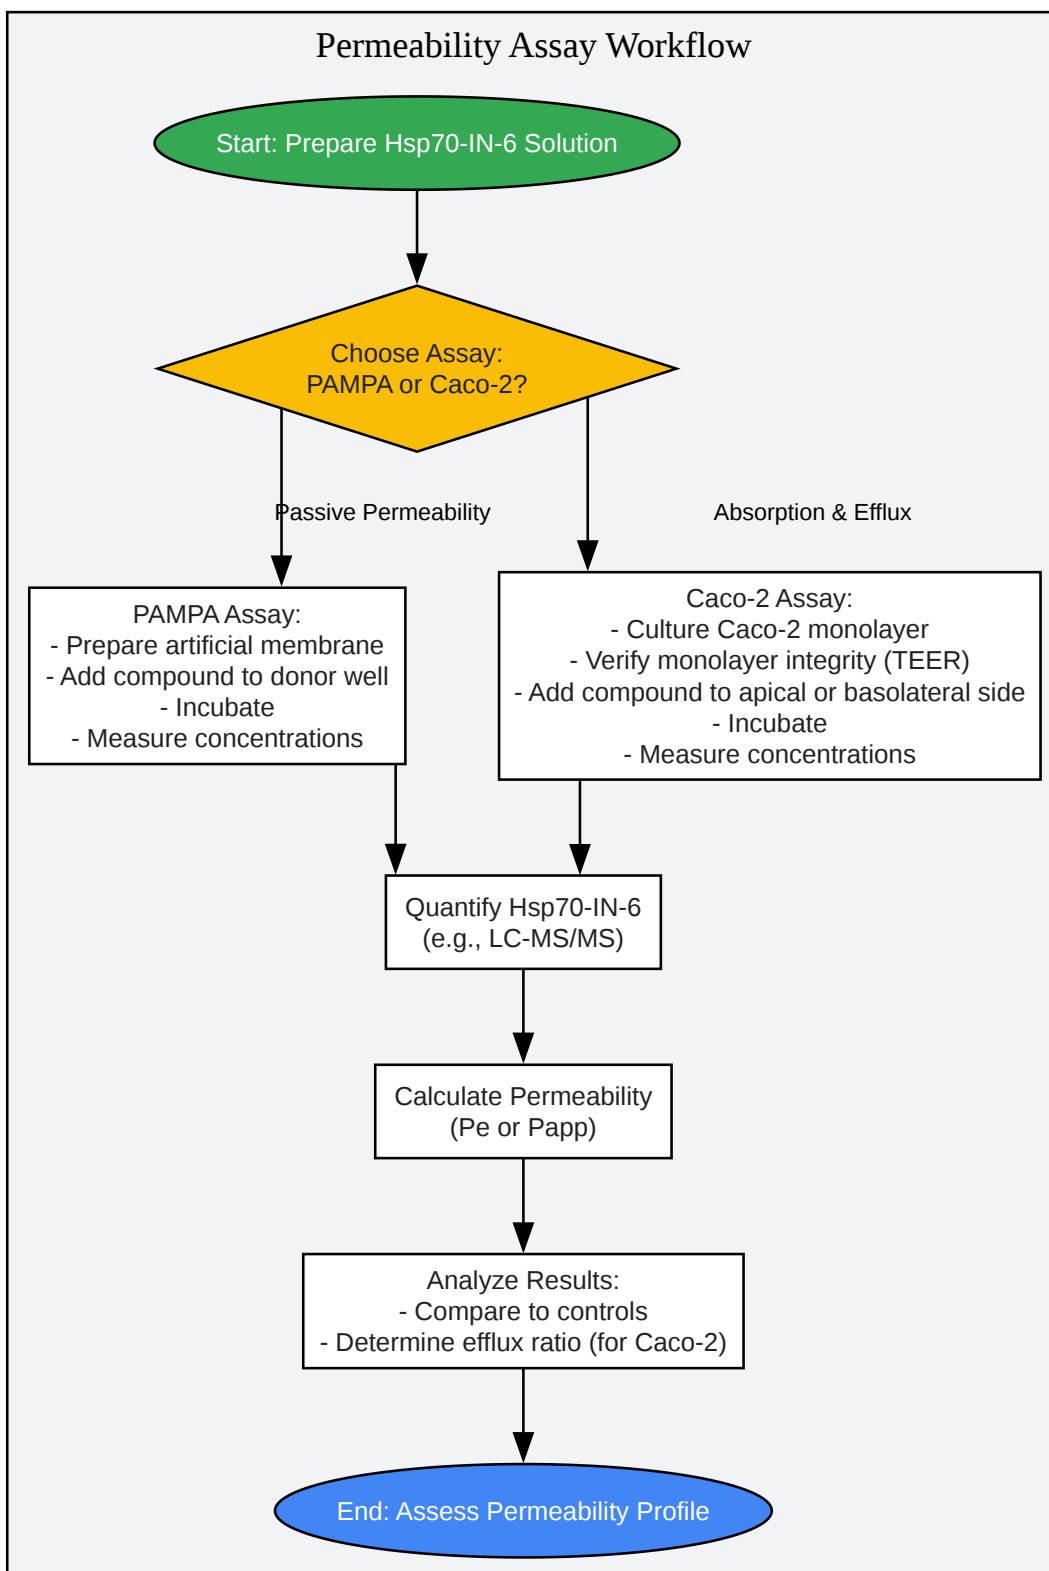 Permeability Assay Workflow
Start: Prepare Hsp70-IN-6 Solution
Choose Assay:
PAMPA or Caco-2?
Passive Permeability
Absorption & Efflux
PAMPA Assay:
- Prepare artificial membrane
- Add compound to donor well
- Incubate
- Measure concentrations
Caco-2 Assay:
- Culture Caco-2 monolayer
- Verify monolayer integrity (TEER)
- Add compound to apical or basolateral side
- Incubate
- Measure concentrations
Quantify Hsp70-IN-6
(e.g., LC-MS/MS)
Calculate Permeability
(Pe or Papp)
Analyze Results:
- Compare to controls
- Determine efflux ratio (for Caco-2)
End: Assess Permeability Profile